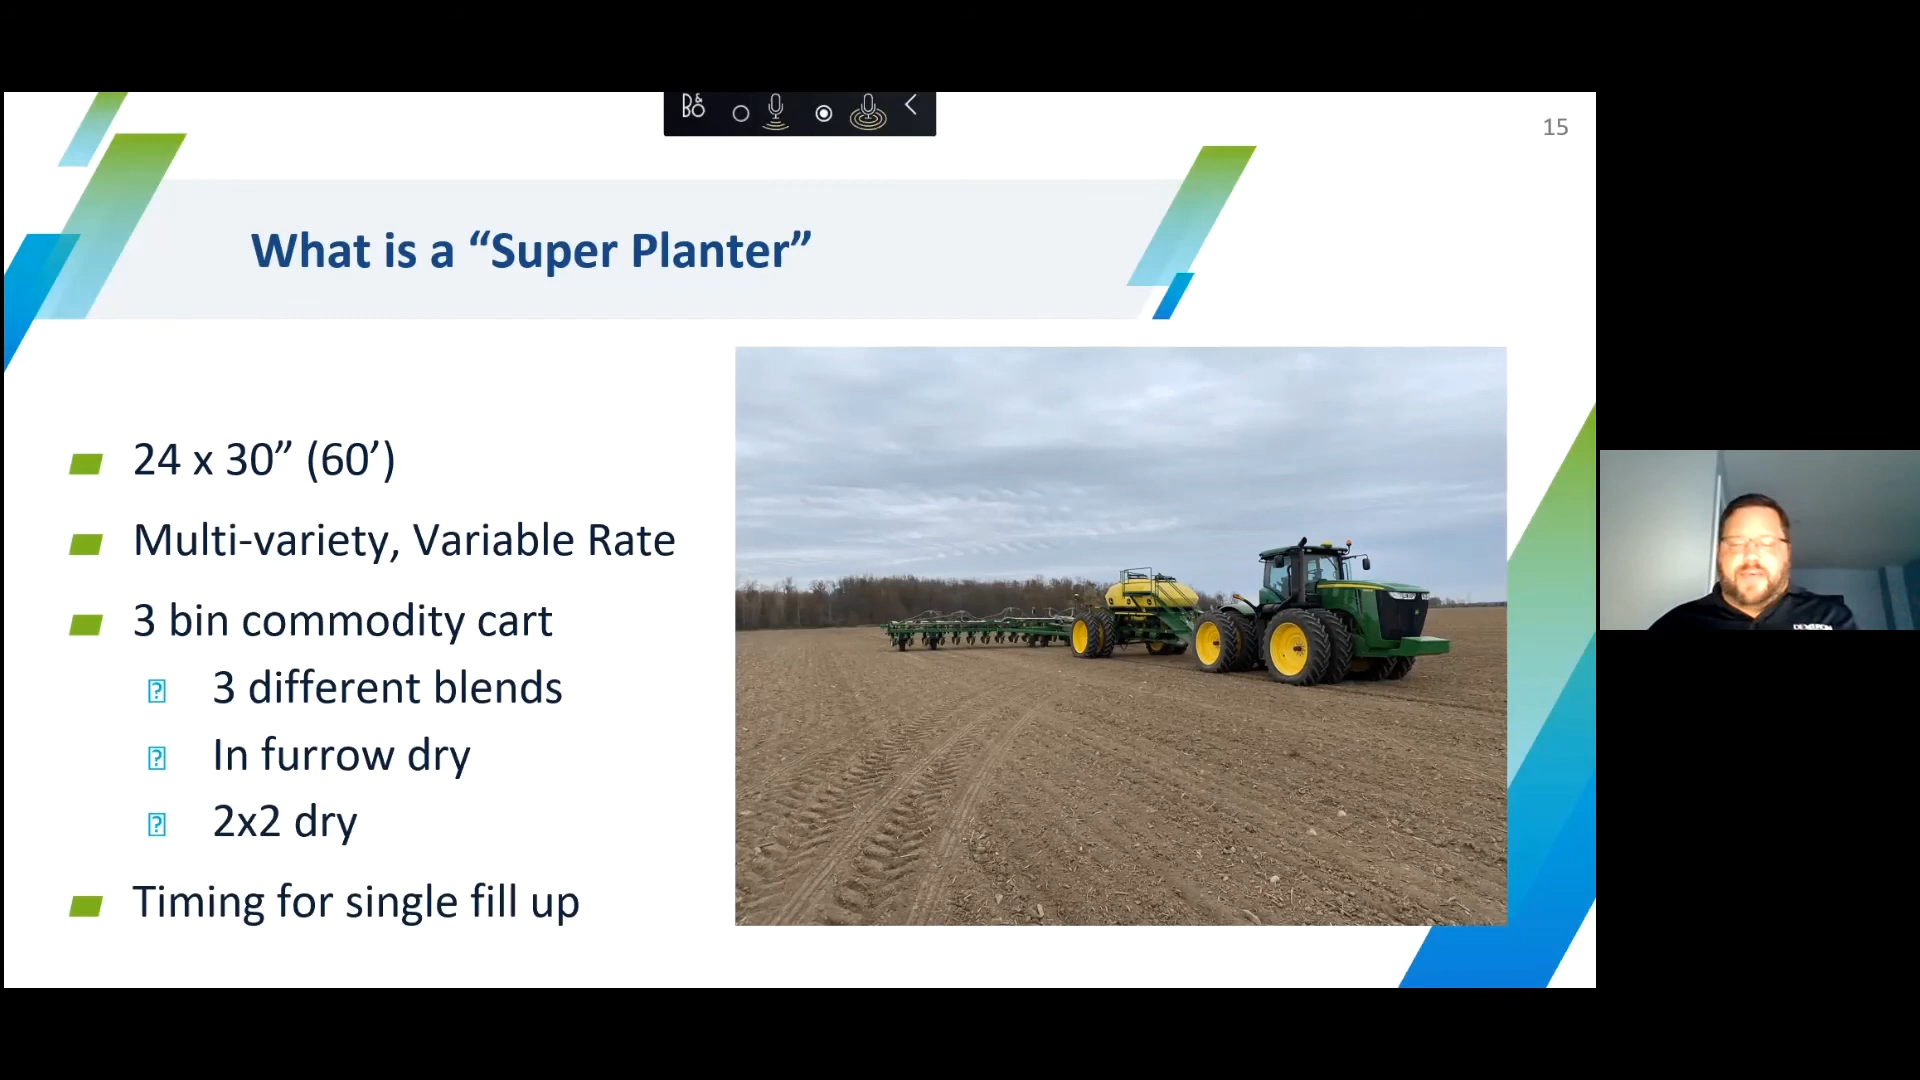 B&O
15
What is a “Super Planter”
24 x 30” (60’)
Multi-variety, Variable Rate
3 bin commodity cart
3 different blends
In furrow dry
2x2 dry
Timing for single fill up